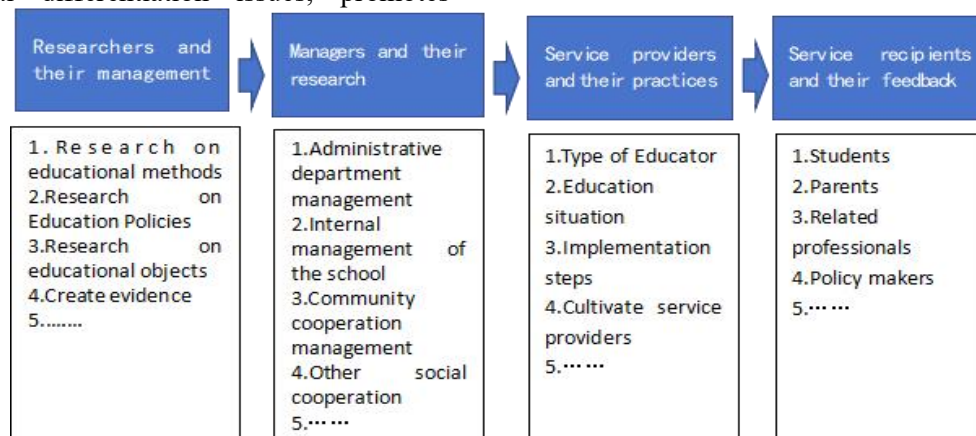 differentiation issues, promotes
Researchers and
their management
Managers and their
research
Service providers
and their practices
Service recipients
and their feedback
1. Research on
educational methods
2.Research on
Education Policies
3.Research on
educational objects
4.Create evidence
5.……..
1.Administrative
department
management
2.Internal
management of
the school
3.Community
cooperation
management
4.Other social
cooperation
5.…… 
1.Type of Educator
2.Education
situation
3.Implementation
steps
4.Cultivate service
providers
5.……
1.Students
2.Parents
3.Related
professionals
4.Policy makers
5.……